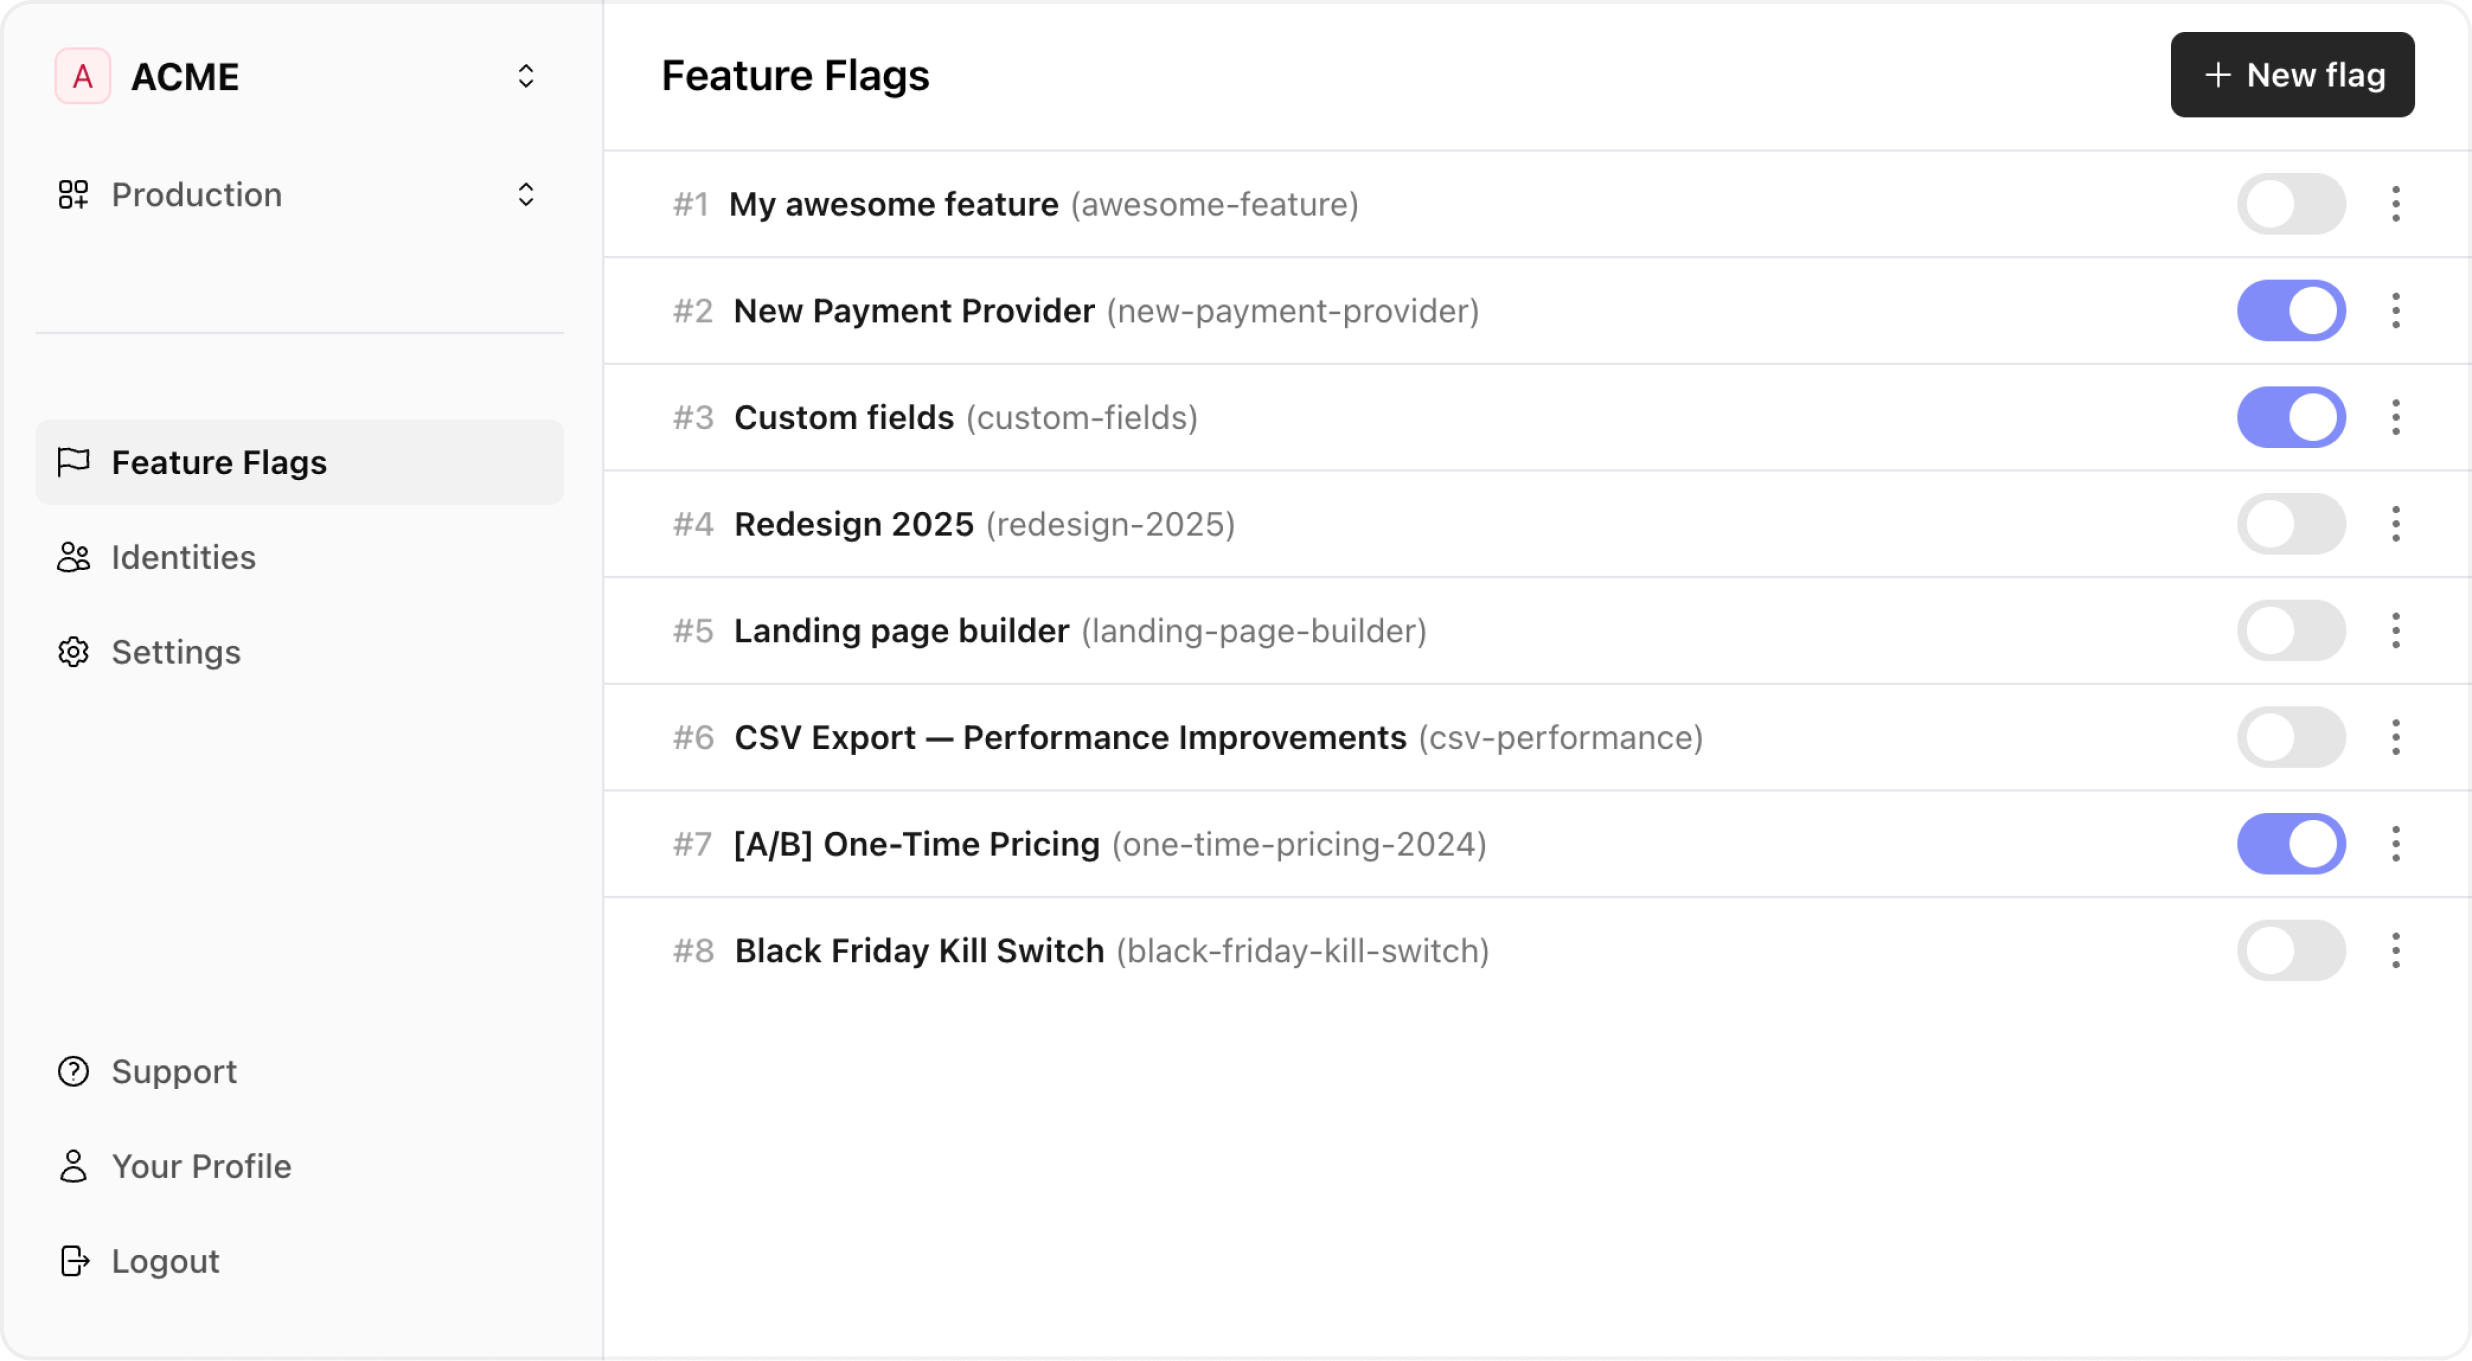 A ACME
Production
Feature Flags
Identities
Settings
Support
Your Profile
Logout
Feature Flags
+ New flag
#1 My awesome feature (awesome-feature)
#2 New Payment Provider (new-payment-provider)
#3 Custom fields (custom-fields)
#4 Redesign 2025 (redesign-2025)
#5 Landing page builder (landing-page-builder)
#6 CSV Export — Performance Improvements (csv-performance)
#7 [A/B] One-Time Pricing (one-time-pricing-2024)
#8 Black Friday Kill Switch (black-friday-kill-switch)